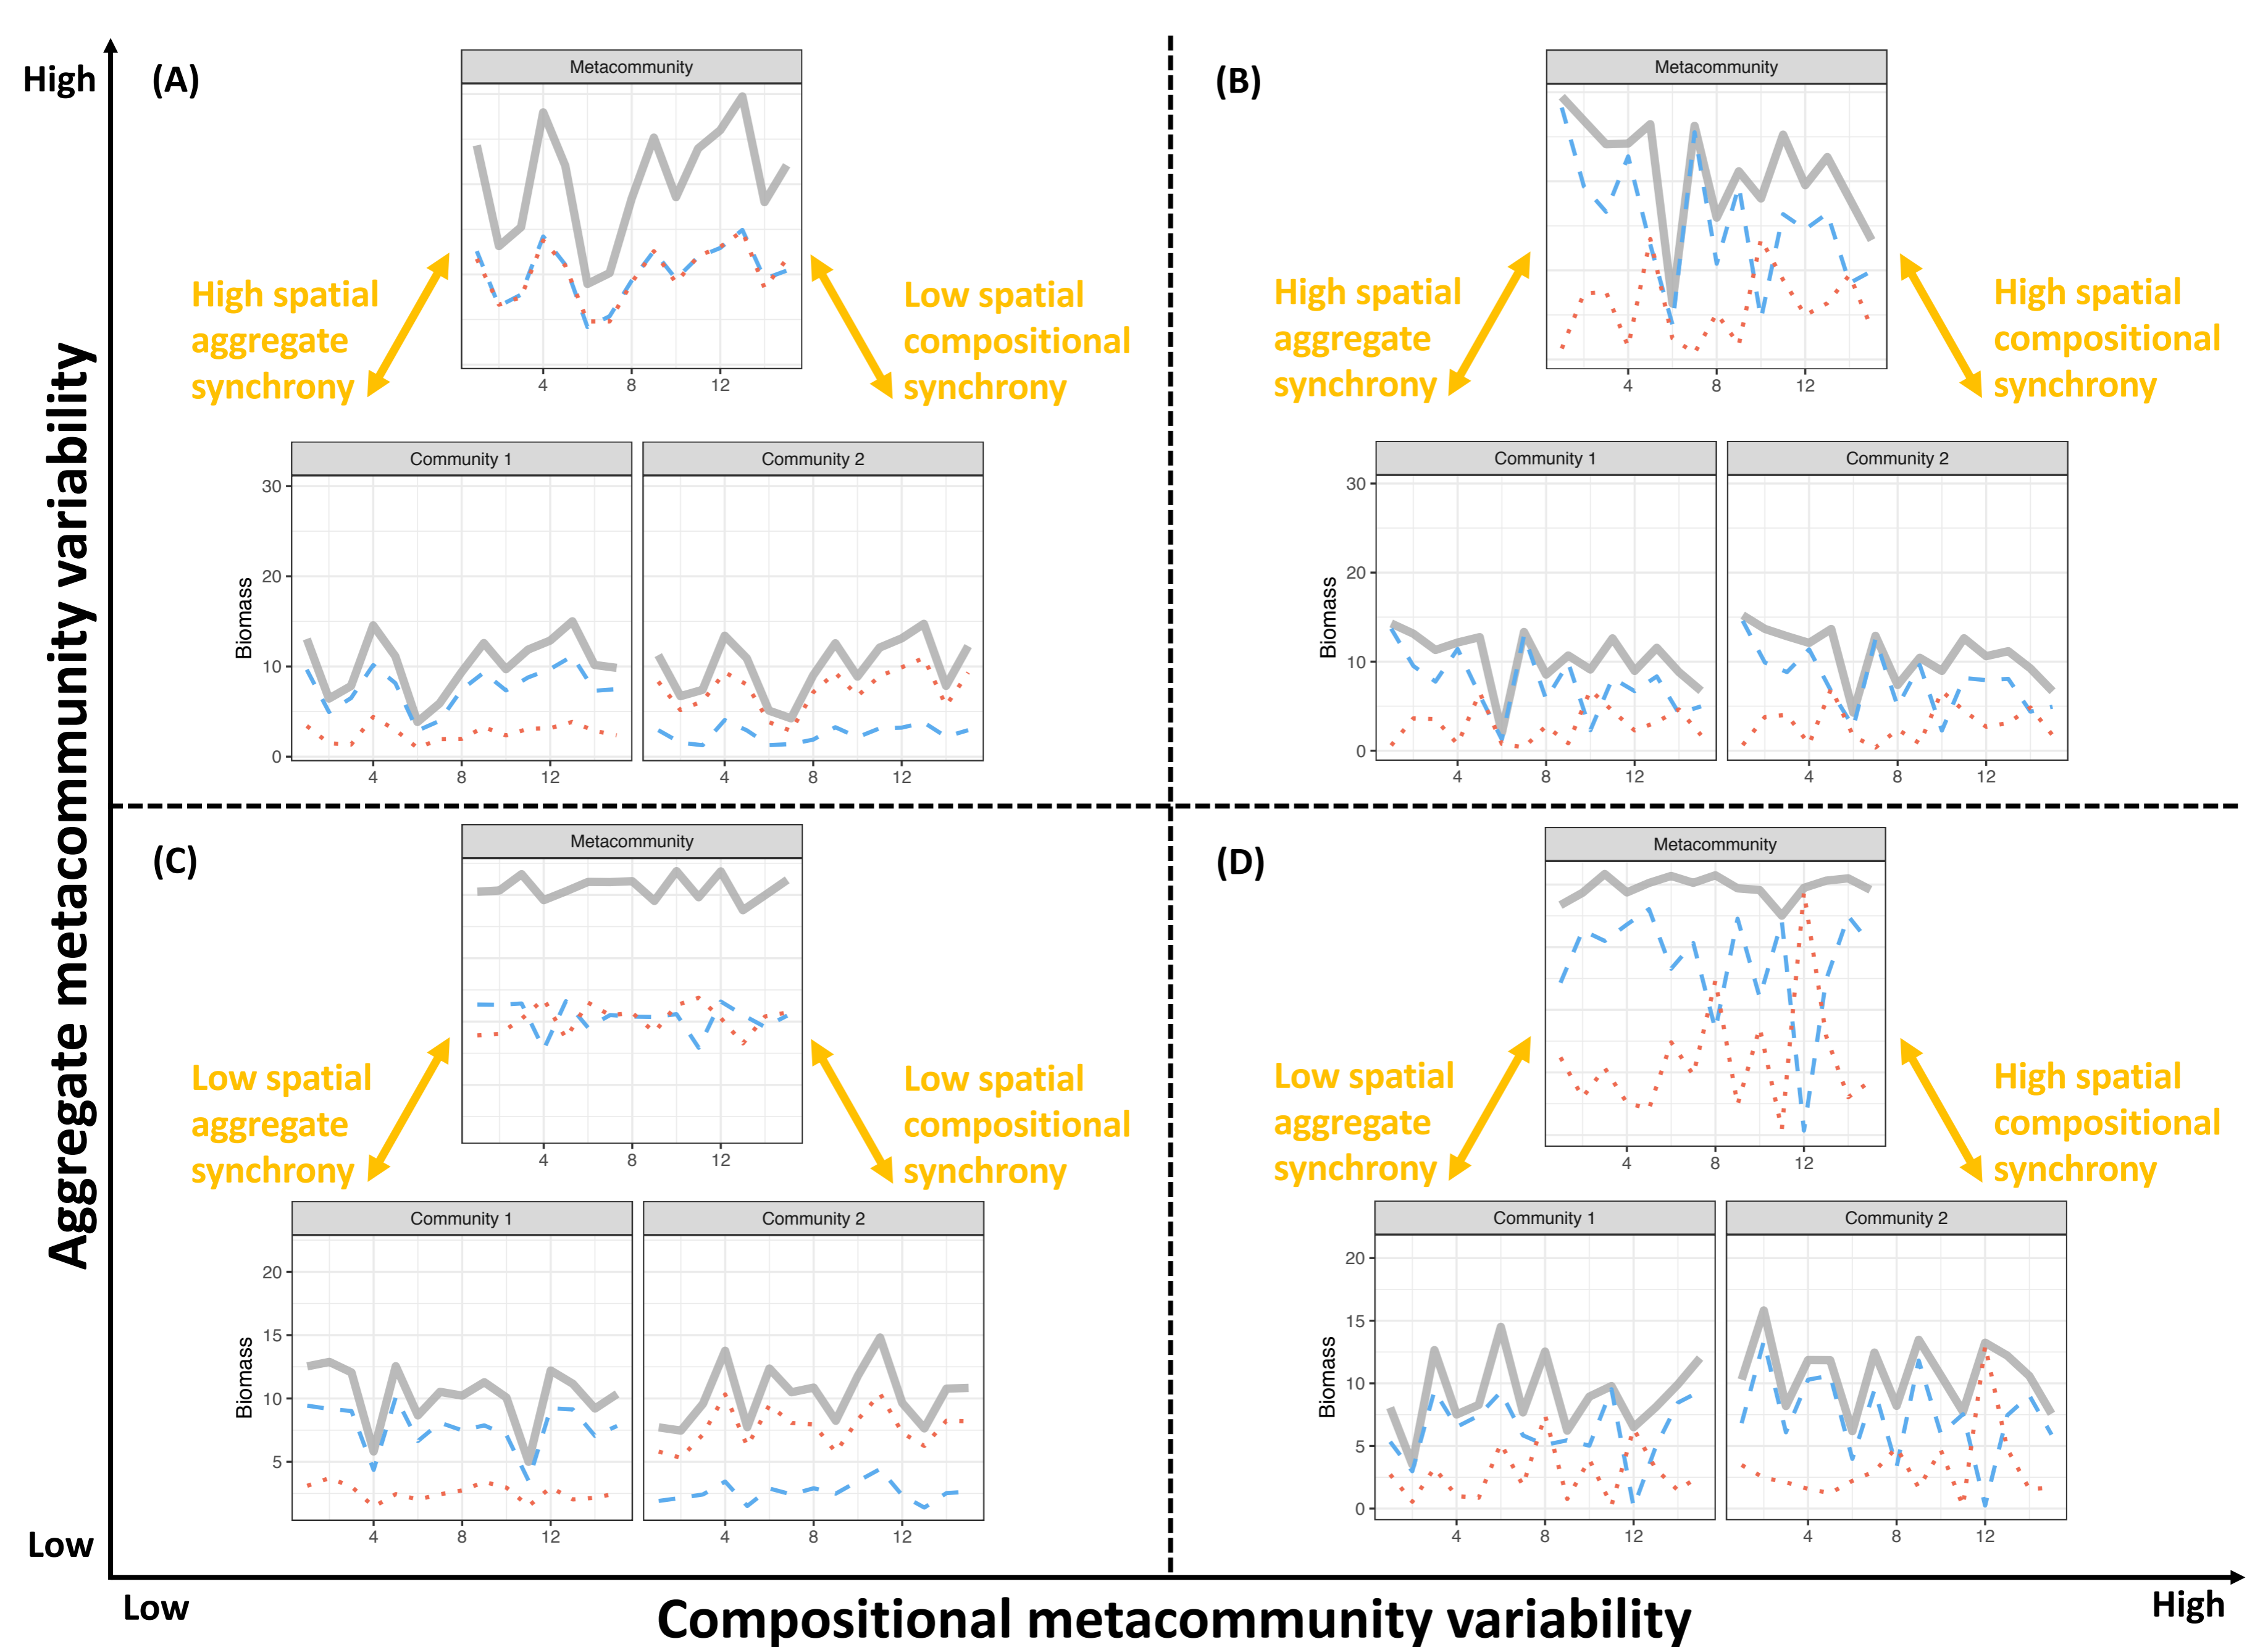 Aggregate metacommunity variability
High
Low
(A)
Metacommunity
4 8 12
High spatial
aggregate
synchrony
Low spatial
compositional
synchrony
Community 1
Community 2
Biomass
30
20
10
0
4 8 12
4 8 12
(B)
Metacommunity
4 8 12
High spatial
aggregate
synchrony
High spatial
compositional
synchrony
Community 1
Community 2
Biomass
30
20
10
0
4 8 12
4 8 12
(C)
Metacommunity
4 8 12
Low spatial
aggregate
synchrony
Low spatial
compositional
synchrony
Community 1
Community 2
Biomass
20
15
10
5
4 8 12
4 8 12
(D)
Metacommunity
4 8 12
Low spatial
aggregate
synchrony
High spatial
compositional
synchrony
Community 1
Community 2
Biomass
20
15
10
5
0
4 8 12
4 8 12
Low
High
Compositional metacommunity variability